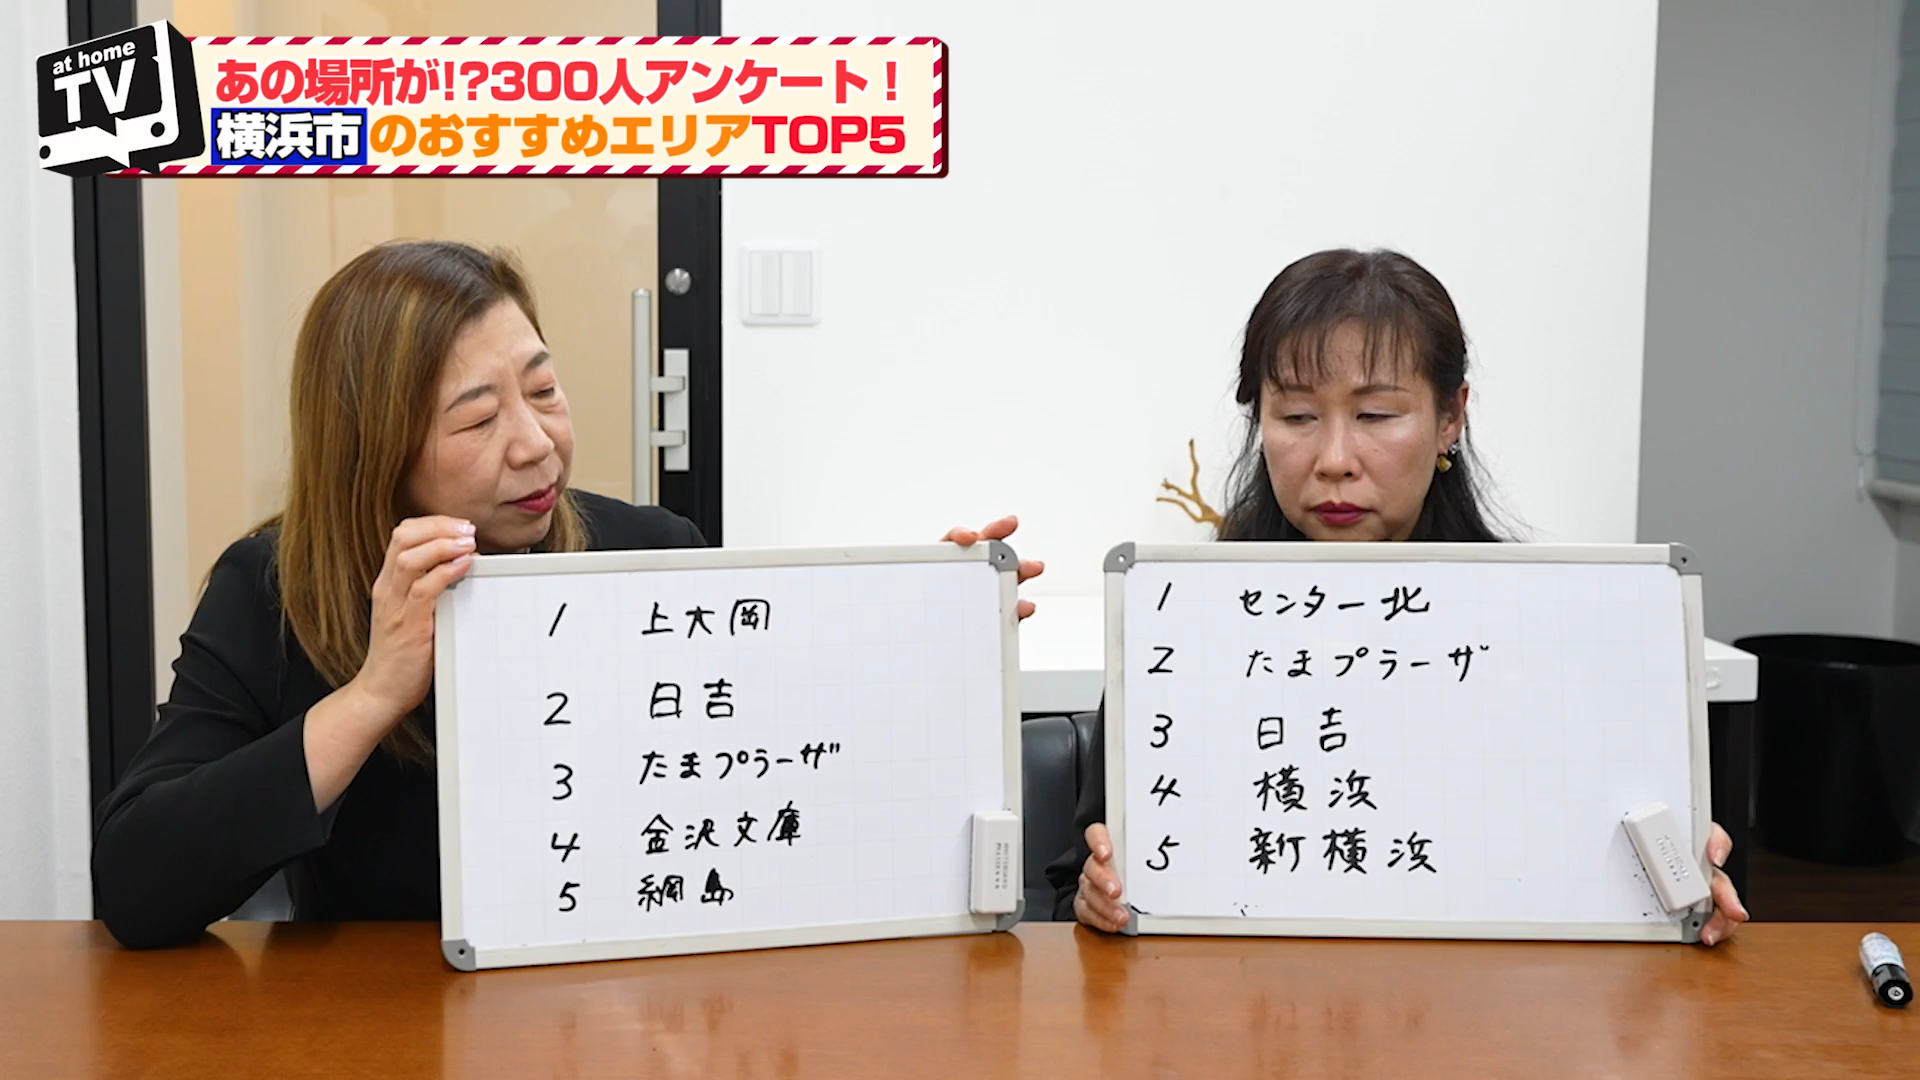 at home
TV
あの場所が!?300人アンケート!
横浜市のおすすめエリアTOP5
1 上大岡
2 日吉
3 たまプラーザ
4 金沢文庫
5 綱島
1 センター北
2 たまプラーザ
3 日吉
4 横浜
5 新横浜